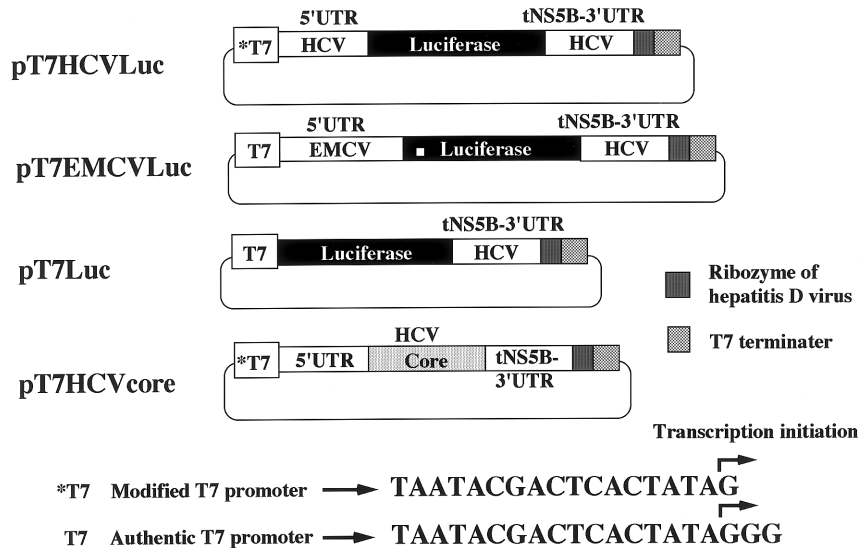 5'UTR tNS5B-3'UTR
pT7HCVLuc *T7 HCV Luciferase HCV
5'UTR tNS5B-3'UTR
pT7EMCVLuc T7 EMCV Luciferase HCV
tNS5B-3'UTR
pT7Luc T7 Luciferase HCV
Ribozyme of
hepatitis D virus
T7 terminater
HCV
pT7HCVcore *T7 5'UTR Core tNS5B-
3'UTR
Transcription initiation
*T7 Modified T7 promoter TAATACGACTCACTATAG
T7 Authentic T7 promoter TAATACGACTCACTATAGGG